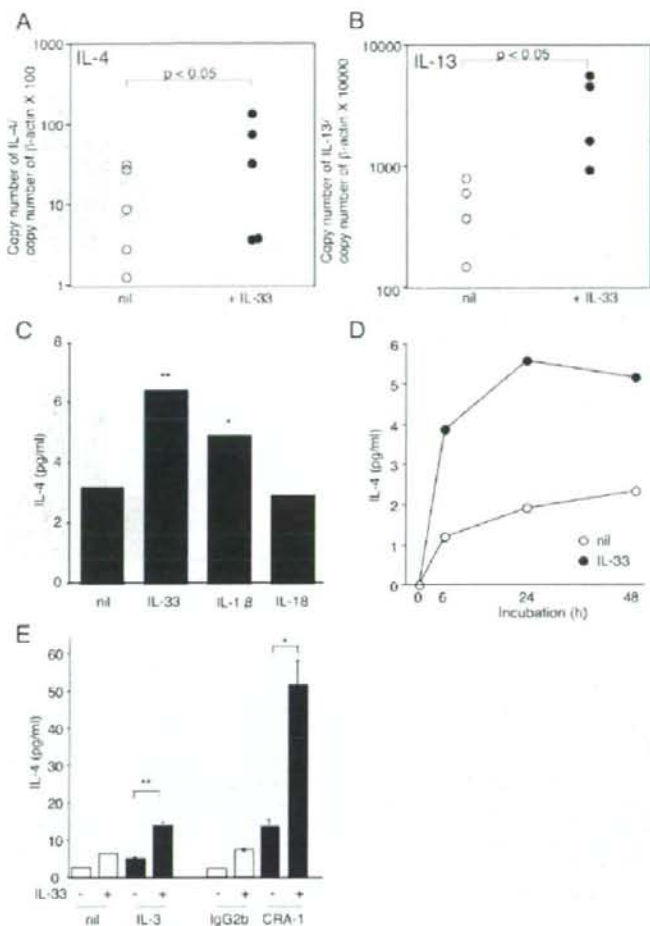 A
IL-4
p < 0.05
Copy number of IL-4/
copy number of β-actin X 100
1000
100
10
1
nil
+ IL-33
B
IL-13
p < 0.05
Copy number of IL-13/
copy number of β-actin X 10000
10000
1000
100
nil
+ IL-33
C
IL-4 (pg/ml)
8
6
4
2
0
**
*
nil
IL-33
IL-1 β
IL-18
D
IL-4 (pg/ml)
6
5
4
3
2
1
0
nil
IL-33
0
6
24
48
Incubation (h)
E
IL-4 (pg/ml)
60
50
40
30
20
10
0
**
*
IL-33 - + - + - + - +
nil
IL-3
IgG2b
CRA-1